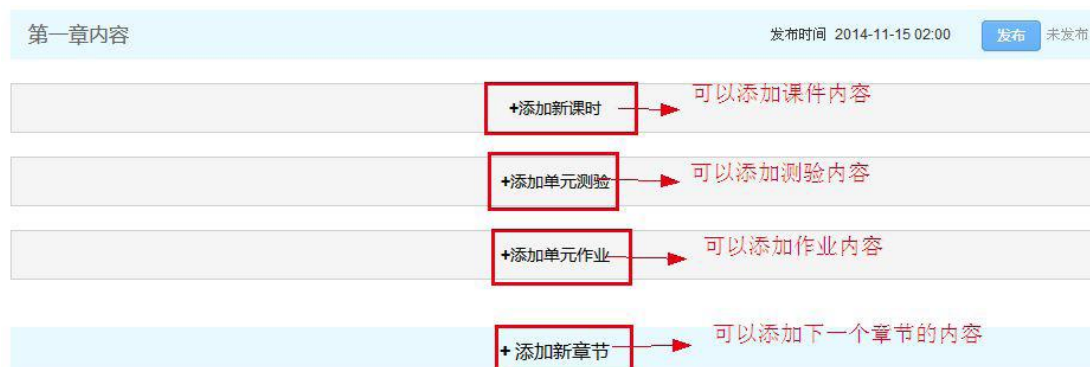 第一章内容 发布时间 2014-11-15 02:00 发布 未发布
+添加新课时 可以添加课件内容
+添加单元测验 可以添加测验内容
+添加单元作业 可以添加作业内容
+ 添加新章节 可以添加下一个章节的内容